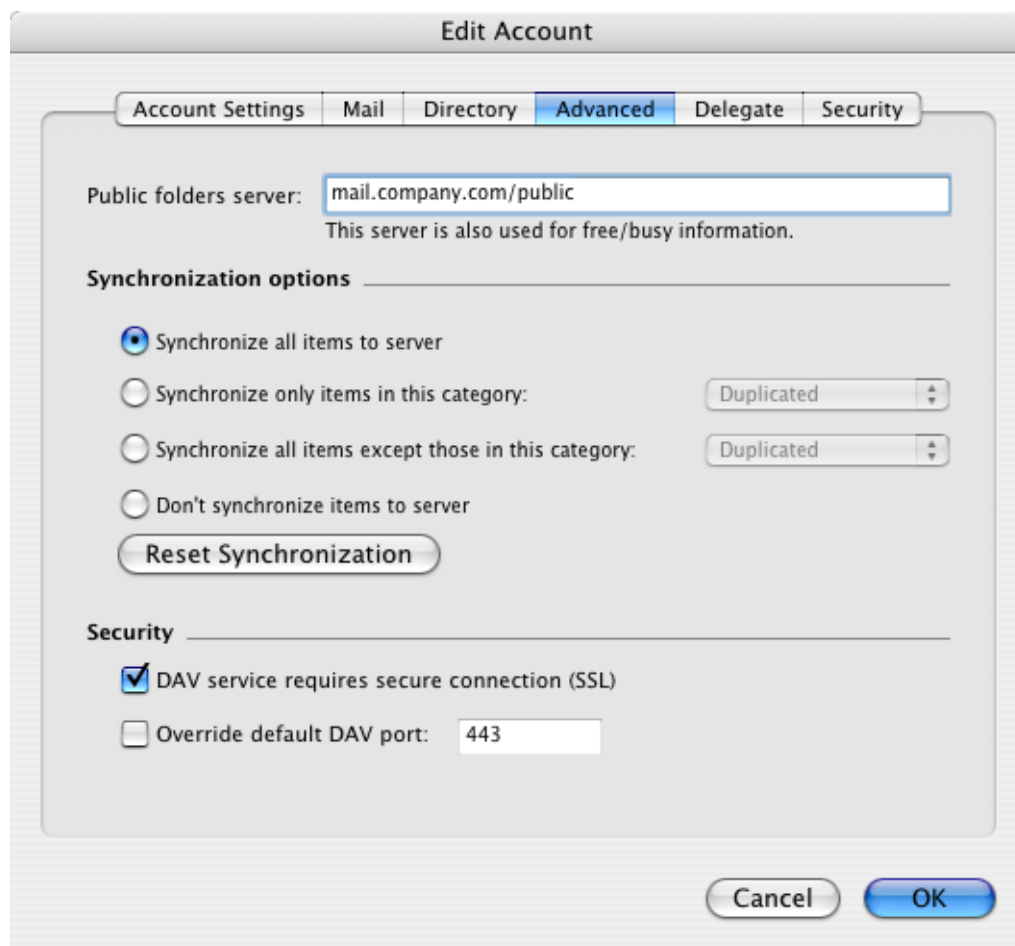 Edit Account
Account Settings Mail Directory Advanced Delegate Security
Public folders server: mail.company.com/public
This server is also used for free/busy information.
Synchronization options
Synchronize all items to server
Synchronize only items in this category: Duplicated
Synchronize all items except those in this category: Duplicated
Don't synchronize items to server
Reset Synchronization
Security
DAV service requires secure connection (SSL)
Override default DAV port: 443
Cancel OK